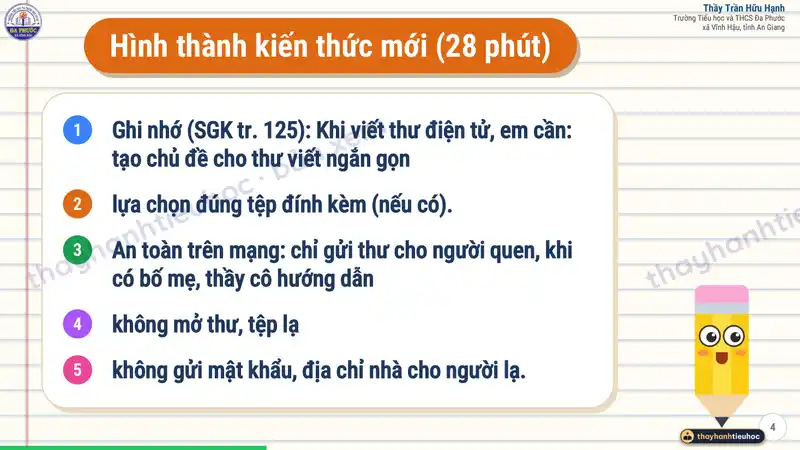 ĐA PHƯỚC
Thầy Trần Hữu Hạnh
Trường Tiểu học và THCS Đa Phước
xã Vĩnh Hậu, tỉnh An Giang
Hình thành kiến thức mới (28 phút)
1 Ghi nhớ (SGK tr. 125): Khi viết thư điện tử, em cần:
tạo chủ đề cho thư viết ngắn gọn
2 lựa chọn đúng tệp đính kèm (nếu có).
3 An toàn trên mạng: chỉ gửi thư cho người quen, khi
có bố mẹ, thầy cô hướng dẫn
4 không mở thư, tệp lạ
5 không gửi mật khẩu, địa chỉ nhà cho người lạ.
4
thayhanhtieuhoc